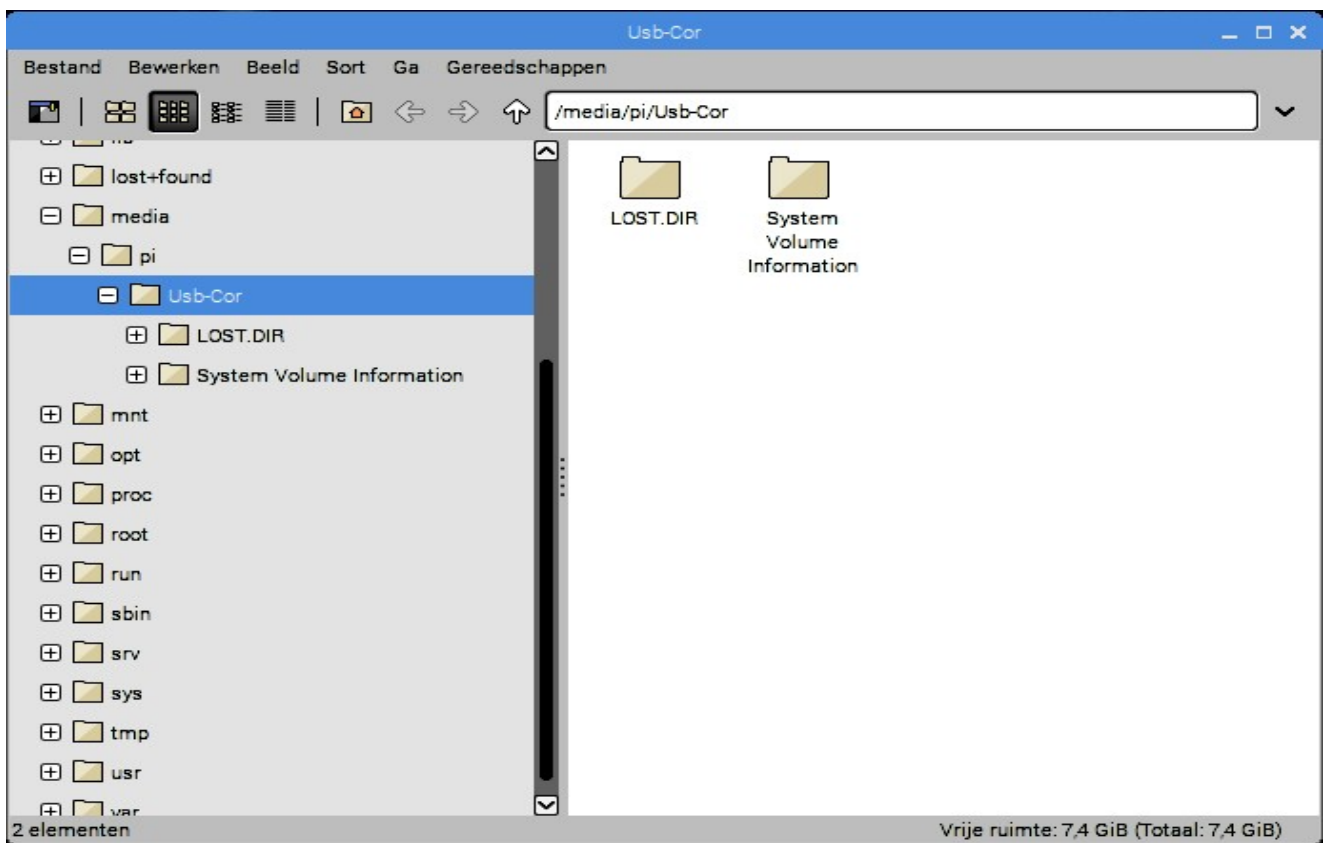 Usb-Cor
Bestand Bewerken Beeld Sort Ga Gereedschappen
/media/pi/Usb-Cor
lost+found
media
pi
Usb-Cor
LOST.DIR
System Volume Information
mnt
opt
proc
root
run
sbin
srv
sys
tmp
usr
var
LOST.DIR
System
Volume
Information
2 elementen
Vrije ruimte: 7,4 GiB (Totaal: 7,4 GiB)